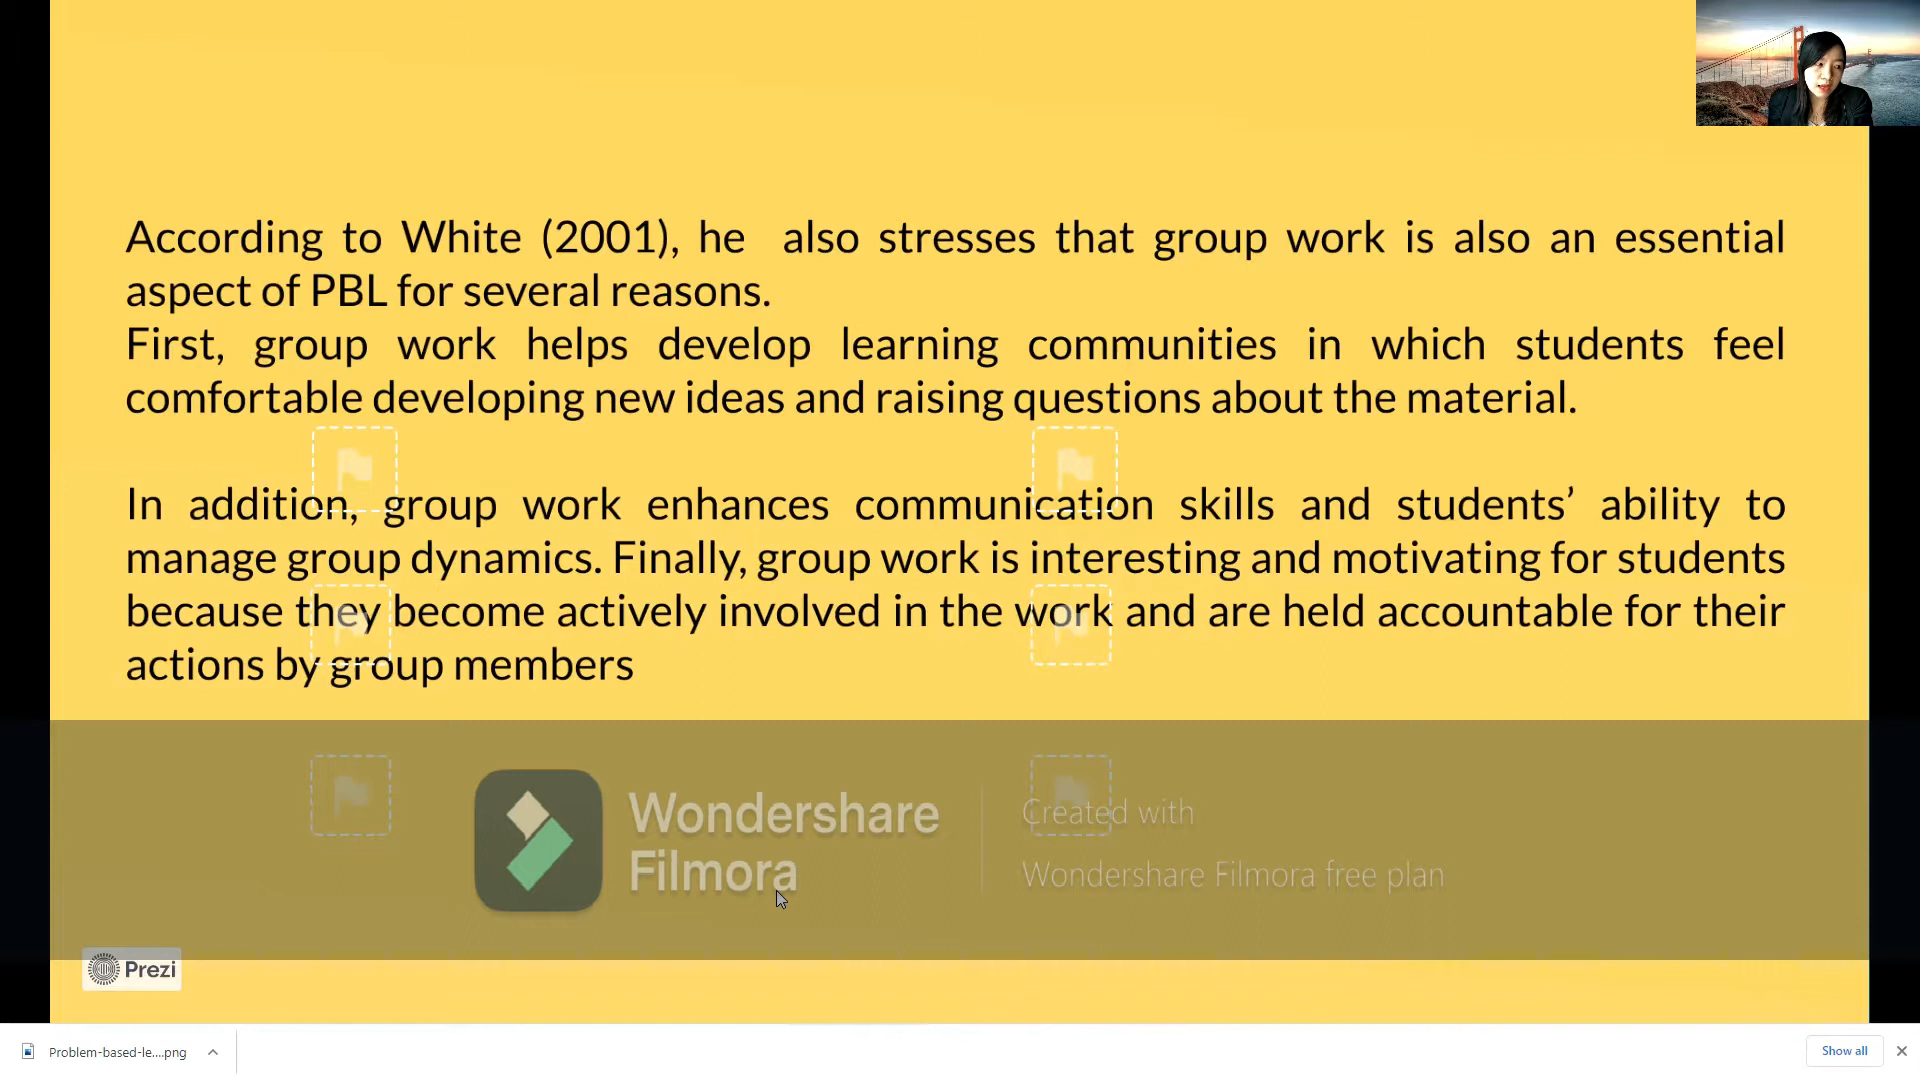 According to White (2001), he also stresses that group work is also an essential
aspect of PBL for several reasons.
First, group work helps develop learning communities in which students feel
comfortable developing new ideas and raising questions about the material.
In addition, group work enhances communication skills and students’ ability to
manage group dynamics. Finally, group work is interesting and motivating for students
because they become actively involved in the work and are held accountable for their
actions by group members
Wondershare
Filmora
Created with
Wondershare Filmora free plan
Prezi
Problem-based-le....png
Show all